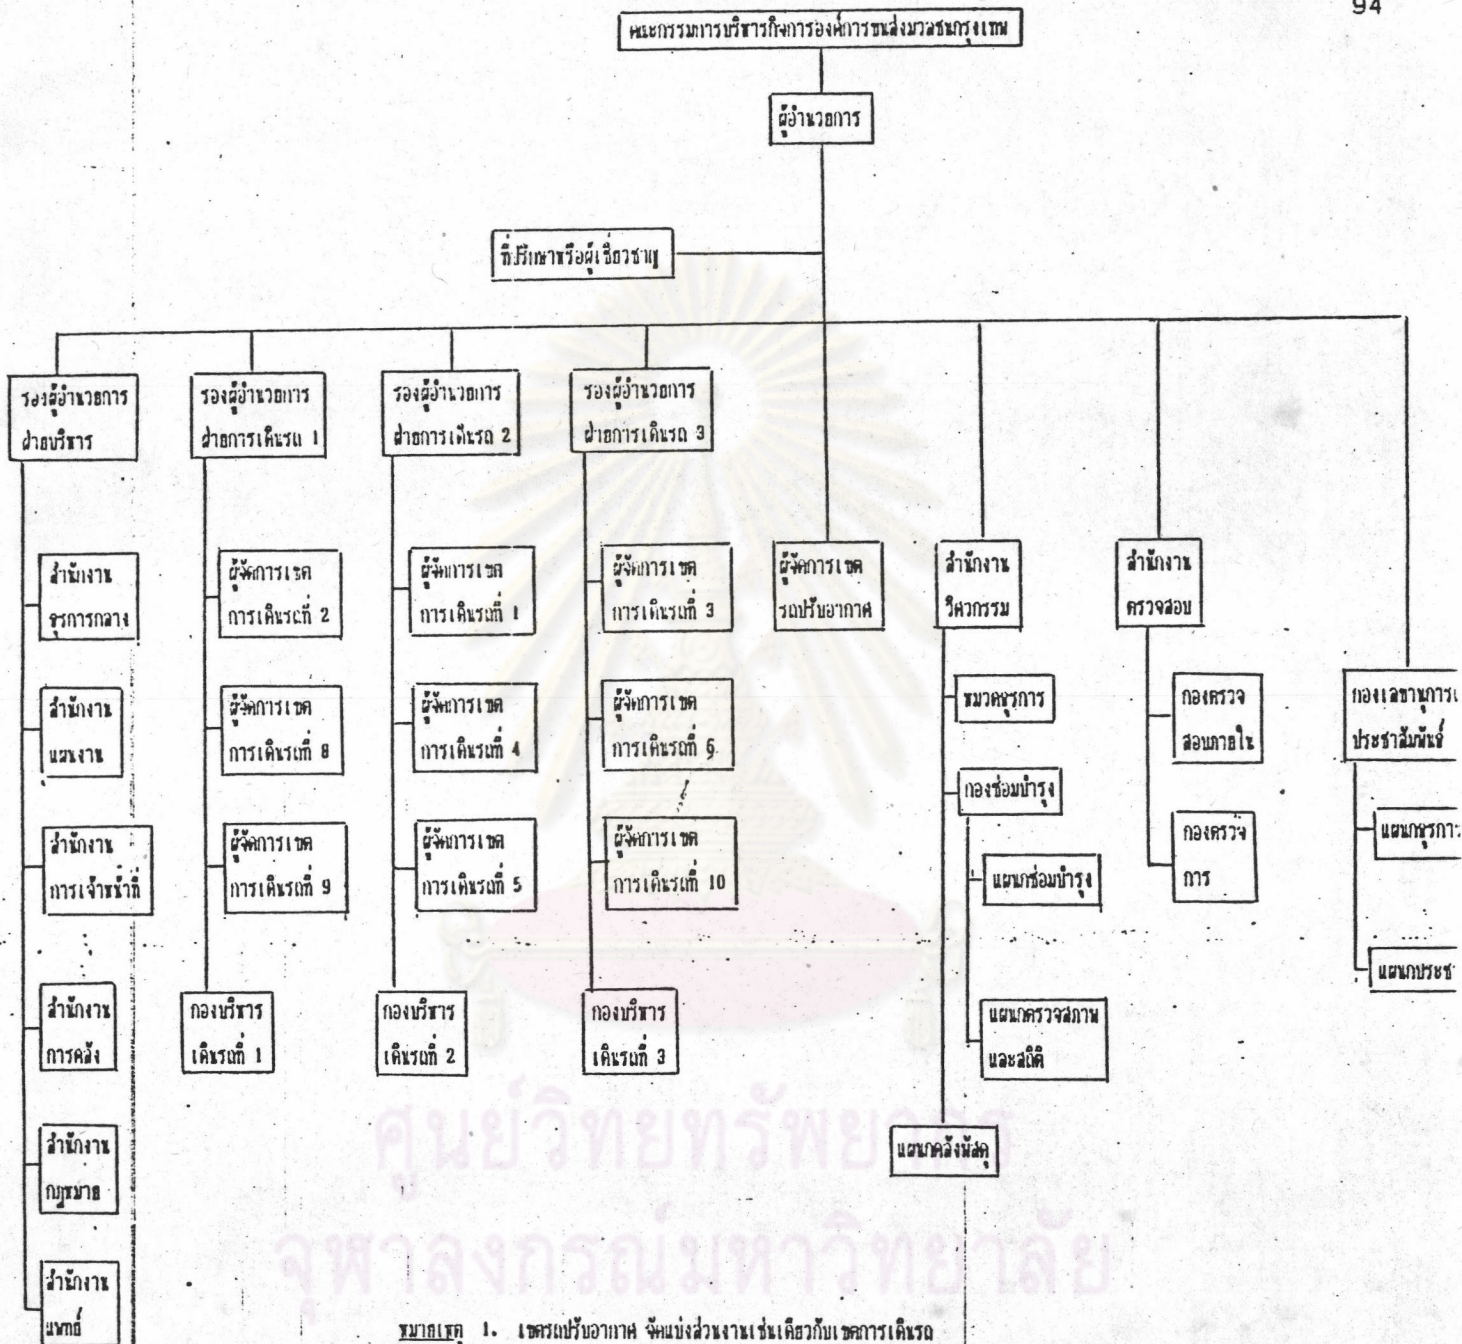 94
คณะกรรมการบริหารกิจการองค์การขนส่งมวลชนกรุงเทพ
ผู้อำนวยการ
ที่ปรึกษาหรือผู้เชี่ยวชาญ
รองผู้อำนวยการ
ฝ่ายบริหาร
รองผู้อำนวยการ
ฝ่ายการเดินรถ 1
รองผู้อำนวยการ
ฝ่ายการเดินรถ 2
รองผู้อำนวยการ
ฝ่ายการเดินรถ 3
สำนักงาน
ธุรการกลาง
สำนักงาน
แผนงาน
สำนักงาน
การเจ้าหน้าที่
สำนักงาน
การคลัง
สำนักงาน
กฎหมาย
สำนักงาน
แพทย์
ผู้จัดการเขต
การเดินรถที่ 2
ผู้จัดการเขต
การเดินรถที่ 8
ผู้จัดการเขต
การเดินรถที่ 9
กองบริหาร
เดินรถที่ 1
ผู้จัดการเขต
การเดินรถที่ 1
ผู้จัดการเขต
การเดินรถที่ 4
ผู้จัดการเขต
การเดินรถที่ 5
กองบริหาร
เดินรถที่ 2
ผู้จัดการเขต
การเดินรถที่ 3
ผู้จัดการเขต
การเดินรถที่ 6
ผู้จัดการเขต
การเดินรถที่ 10
กองบริหาร
เดินรถที่ 3
ผู้จัดการเขต
รถปรับอากาศ
สำนักงาน
วิศวกรรม
หมวดธุรการ
กองซ่อมบำรุง
แผนกซ่อมบำรุง
แผนกตรวจสภาพ
และสถิติ
แผนกคลังพัสดุ
สำนักงาน
ตรวจสอบ
กองตรวจ
สอบภายใน
กองตรวจ
การ
กองเลขานุการ
ประชาสัมพันธ์
แผนกธุรการ
แผนกประชา
หมายเหตุ 1. เขตรถปรับอากาศ จัดแบ่งส่วนงานเช่นเดียวกับเขตการเดินรถ
ศูนย์วิทยทรัพยากร
จุฬาลงกรณ์มหาวิทยาลัย